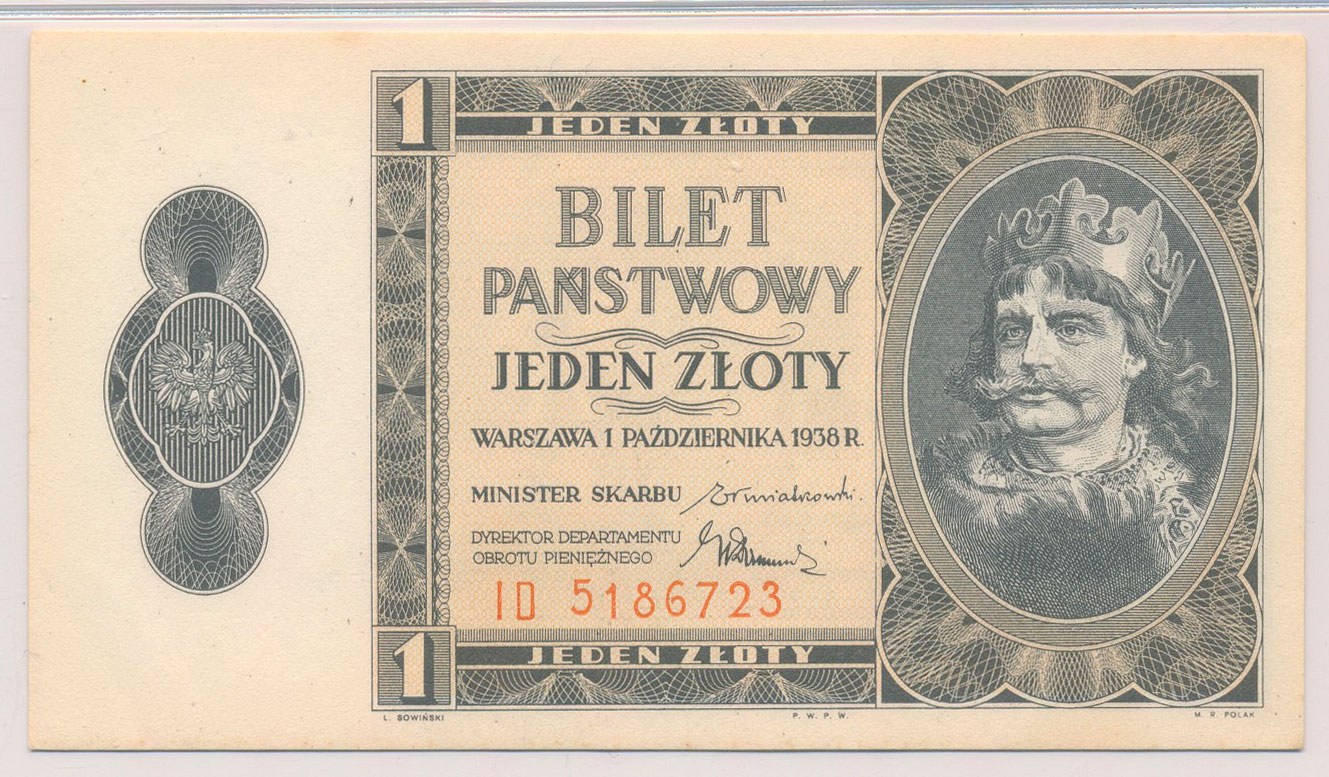 1
JEDEN ZŁOTY
BILET
PAŃSTWOWY
JEDEN ZŁOTY
WARSZAWA 1 PAŹDZIERNIKA 1938 R.
MINISTER SKARBU
DYREKTOR DEPARTAMENTU
OBROTU PIENIĘŻNEGO
ID 5186723
1
JEDEN ZŁOTY
L. SOWIŃSKI
P. W. P. W.
M. R. POLAK